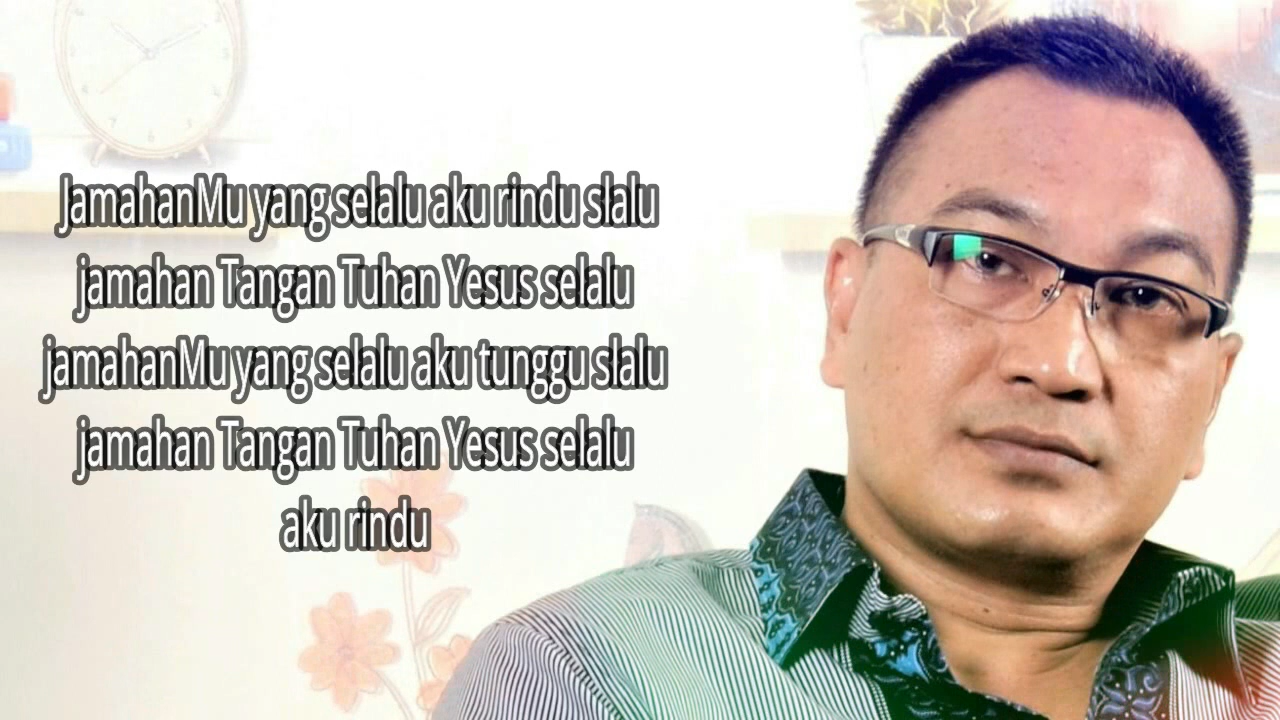 JamahanMu yang selalu aku rindu slalu
jamahan Tangan Tuhan Yesus selalu
jamahanMu yang selalu aku tunggu slalu
jamahan Tangan Tuhan Yesus selalu
aku rindu